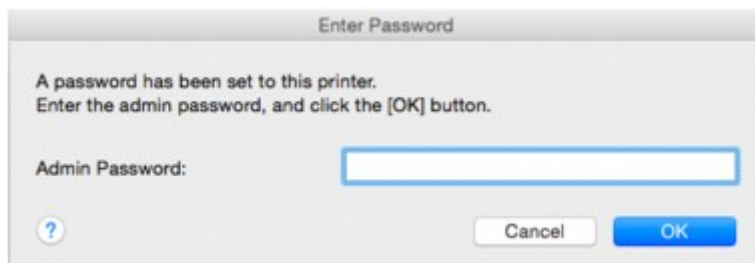 Enter Password
A password has been set to this printer.
Enter the admin password, and click the [OK] button.
Admin Password:
?
Cancel
OK